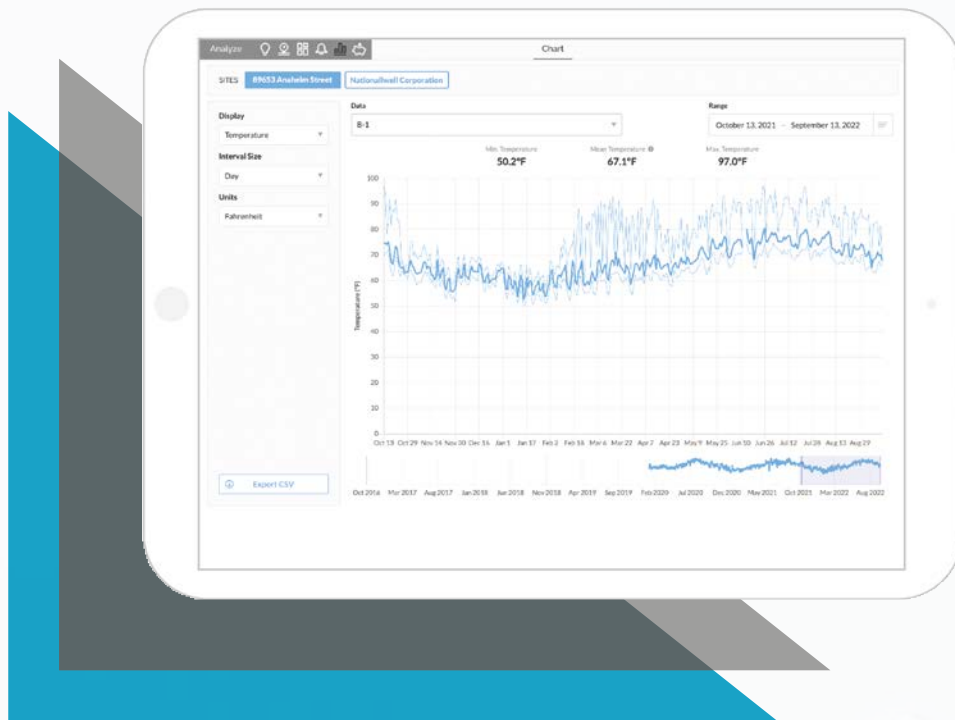 Analyze
Chart
SITES 89653 Anaheim Street Nationallwell Corporation
Display
Temperature
Interval Size
Day
Units
Fahrenheit
Export CSV
Data
B-1
Range
October 13, 2021 – September 13, 2022
Min. Temperature
50.2°F
Mean Temperature
67.1°F
Max. Temperature
97.0°F
Temperature (°F)
100
90
80
70
60
50
40
30
20
10
0
Oct 13 Oct 29 Nov 14 Nov 30 Dec 16 Jan 1 Jan 17 Feb 2 Feb 18 Mar 6 Mar 22 Apr 7 Apr 23 May 9 May 25 Jun 10 Jun 26 Jul 12 Jul 28 Aug 13 Aug 29
Oct 2016 Mar 2017 Aug 2017 Jan 2018 Jun 2018 Nov 2018 Apr 2019 Sep 2019 Feb 2020 Jul 2020 Dec 2020 May 2021 Oct 2021 Mar 2022 Aug 2022